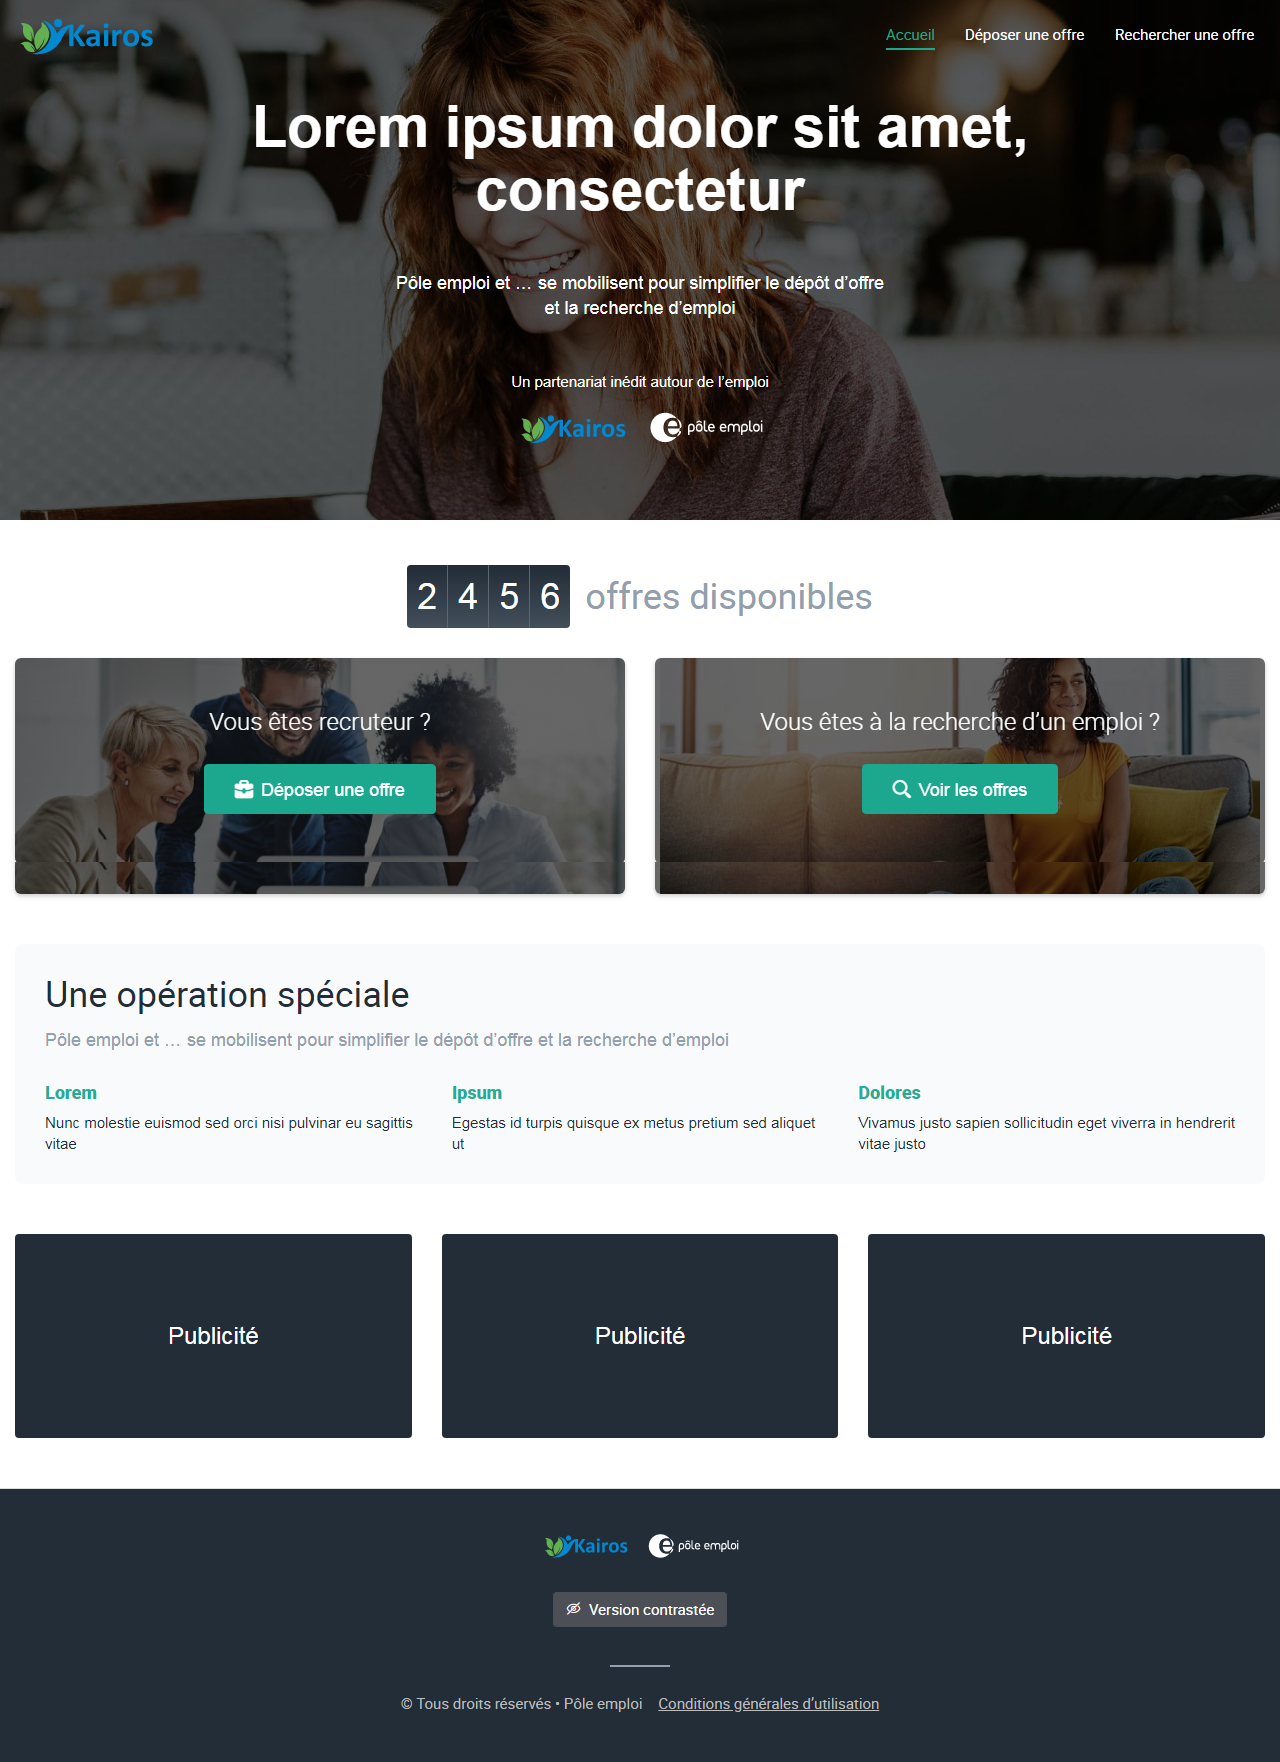 Kairos
Accueil
Déposer une offre
Rechercher une offre
Lorem ipsum dolor sit amet,
consectetur
Pôle emploi et … se mobilisent pour simplifier le dépôt d’offre
et la recherche d’emploi
Un partenariat inédit autour de l’emploi
Kairos
pôle emploi
2 4 5 6 offres disponibles
Vous êtes recruteur ?
Déposer une offre
Vous êtes à la recherche d’un emploi ?
Voir les offres
Une opération spéciale
Pôle emploi et … se mobilisent pour simplifier le dépôt d’offre et la recherche d’emploi
Lorem
Nunc molestie euismod sed orci nisi pulvinar eu sagittis
vitae
Ipsum
Egestas id turpis quisque ex metus pretium sed aliquet
ut
Dolores
Vivamus justo sapien sollicitudin eget viverra in hendrerit
vitae justo
Publicité
Publicité
Publicité
Kairos
pôle emploi
Version contrastée
© Tous droits réservés • Pôle emploi
Conditions générales d’utilisation